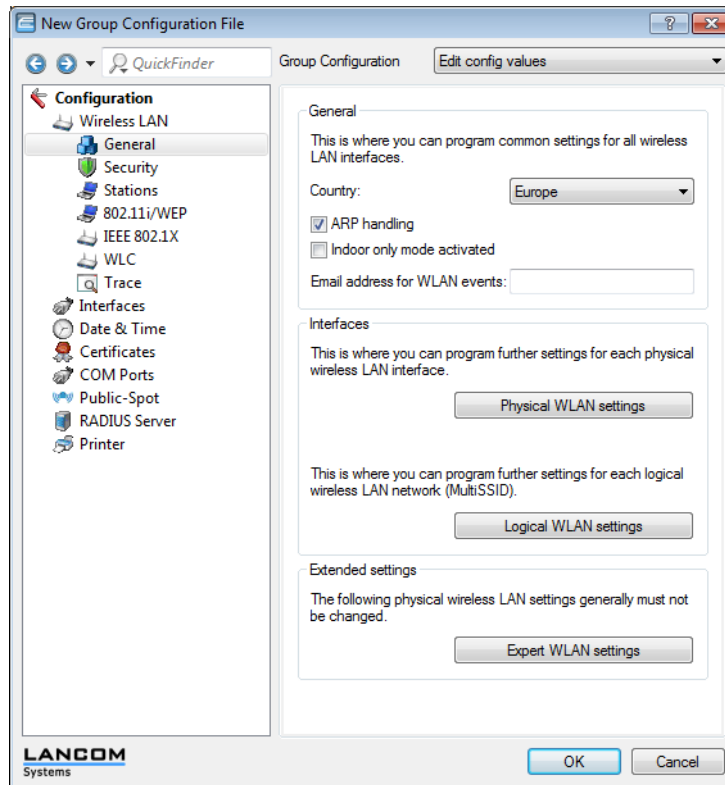 New Group Configuration File
QuickFinder
Group Configuration
Edit config values
Configuration
Wireless LAN
General
Security
Stations
802.11i/WEP
IEEE 802.1X
WLC
Trace
Interfaces
Date & Time
Certificates
COM Ports
Public-Spot
RADIUS Server
Printer
General
This is where you can program common settings for all wireless
LAN interfaces.
Country:
Europe
ARP handling
Indoor only mode activated
Email address for WLAN events:
Interfaces
This is where you can program further settings for each physical
wireless LAN interface.
Physical WLAN settings
This is where you can program further settings for each logical
wireless LAN network (MultiSSID).
Logical WLAN settings
Extended settings
The following physical wireless LAN settings generally must not
be changed.
Expert WLAN settings
LANCOM
Systems
OK
Cancel